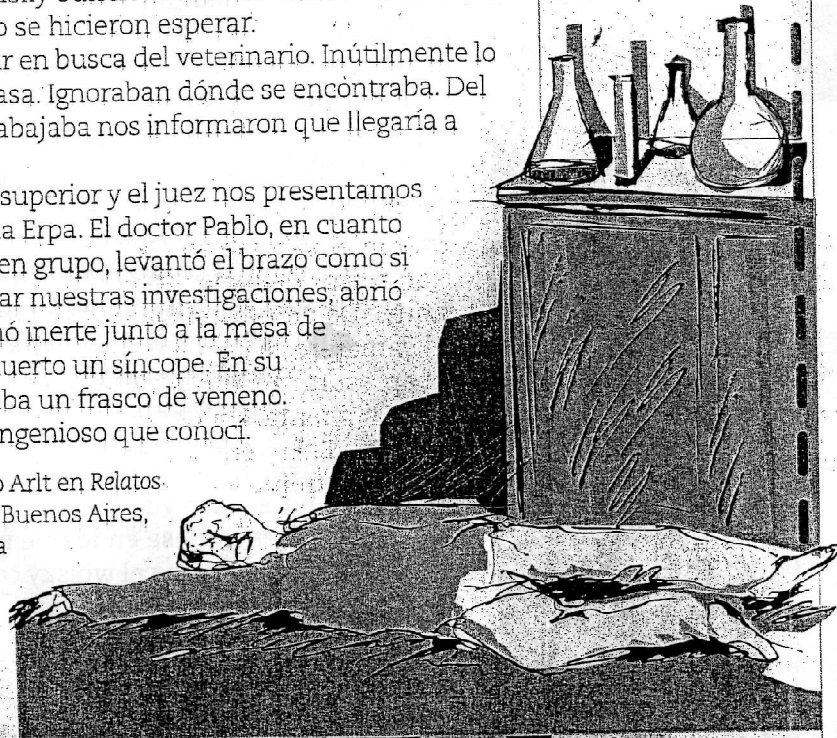 o se hicieron esperar.
r en busca del veterinario. Inútilmente lo
asa. Ignoraban dónde se encontraba. Del
abajaba nos informaron que llegaría a
superior y el juez nos presentamos
a Erpa. El doctor Pablo, en cuanto
en grupo, levantó el brazo como si
ar nuestras investigaciones, abrió
ó inerte junto a la mesa de
uerto un síncope. En su
ba un frasco de veneno.
ngenioso que conocí.
o Arlt en Relatos
Buenos Aires,
a